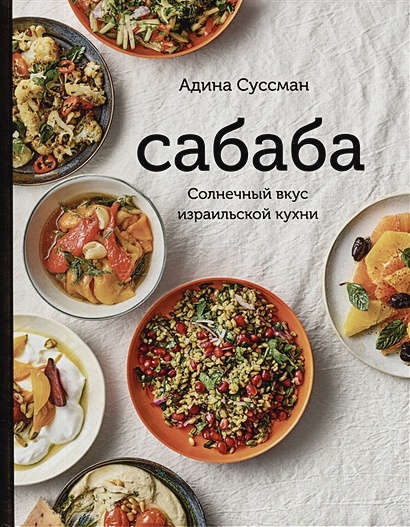 Адина Суссман
сабаба
Солнечный вкус
израильской кухни